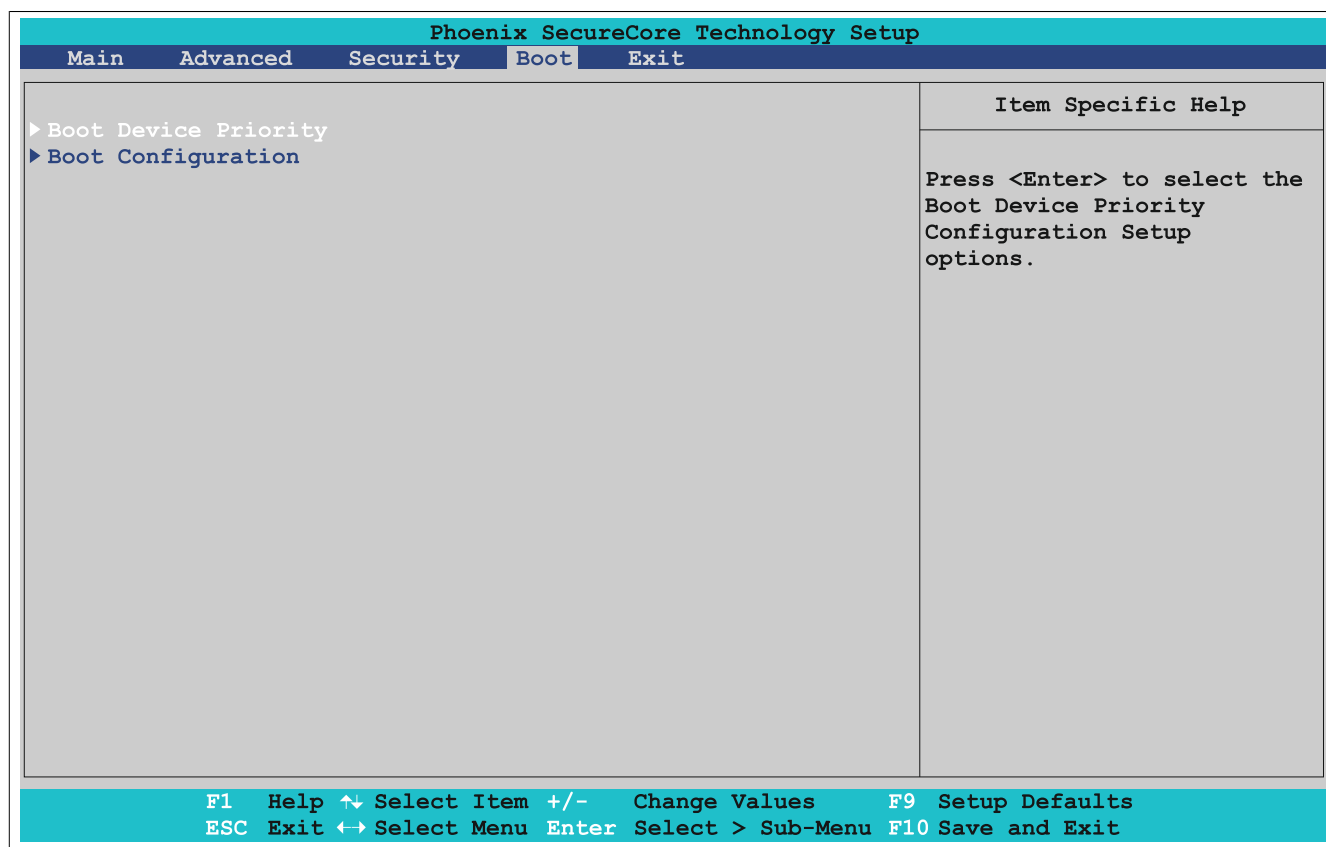 Phoenix SecureCore Technology Setup
Main Advanced Security Boot Exit
Boot Device Priority
Boot Configuration
Item Specific Help
Press <Enter> to select the
Boot Device Priority
Configuration Setup
options.
F1 Help ↑↓ Select Item +/- Change Values F9 Setup Defaults
ESC Exit ←→ Select Menu Enter Select > Sub-Menu F10 Save and Exit